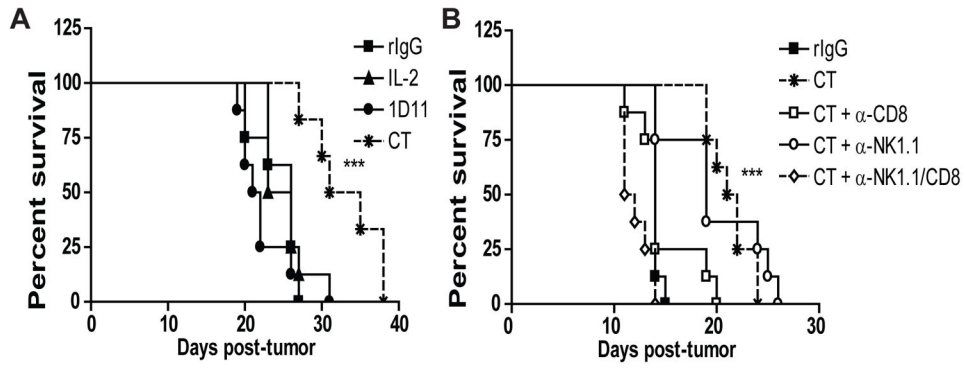 A
Percent survival
125
100
75
50
25
0
0
10
20
30
40
Days post-tumor
rIgG
IL-2
1D11
CT
***
B
Percent survival
125
100
75
50
25
0
0
10
20
30
Days post-tumor
rIgG
CT
CT + α-CD8
CT + α-NK1.1
CT + α-NK1.1/CD8
***